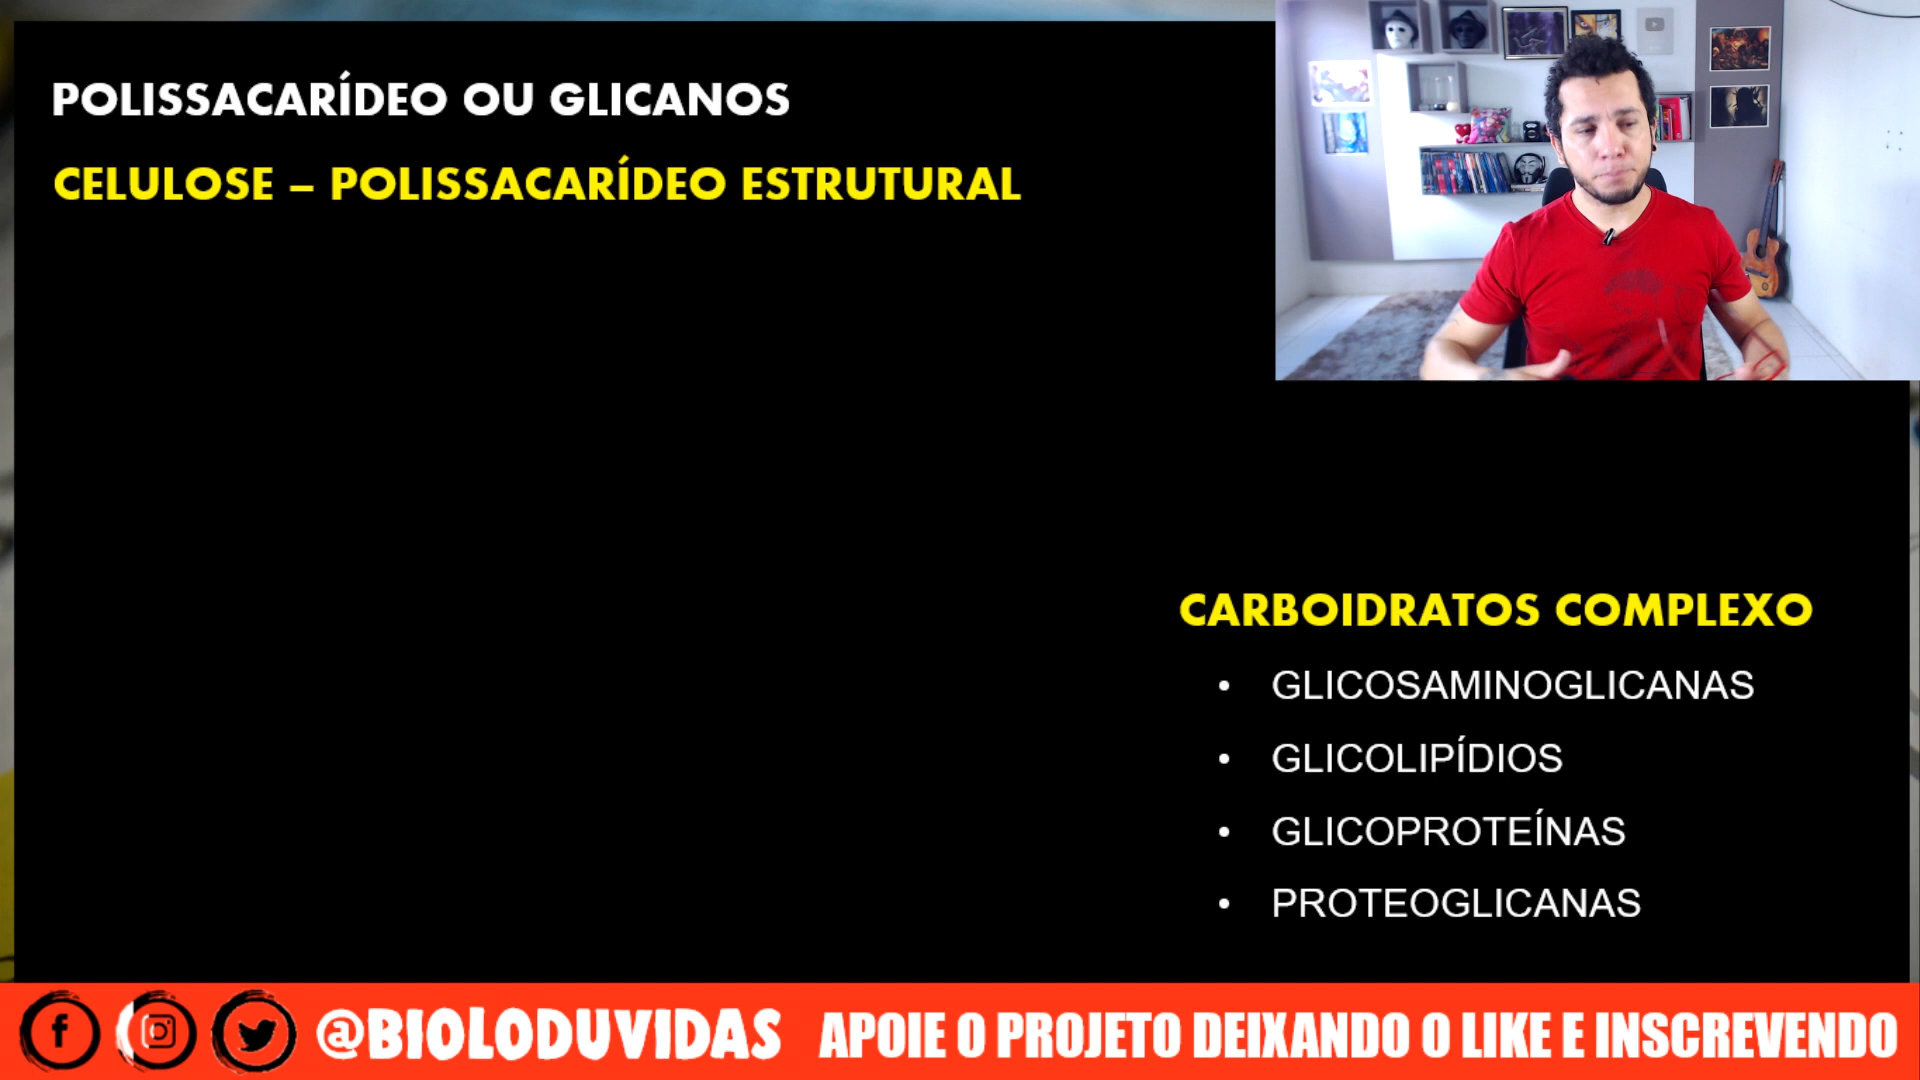 POLISSACARÍDEO OU GLICANOS
CELULOSE – POLISSACARÍDEO ESTRUTURAL
CARBOIDRATOS COMPLEXO
• GLICOSAMINOGLICANAS
• GLICOLIPÍDIOS
• GLICOPROTEÍNAS
• PROTEOGLICANAS
@BIOLODUVIDAS APOIE O PROJETO DEIXANDO O LIKE E INSCREVENDO